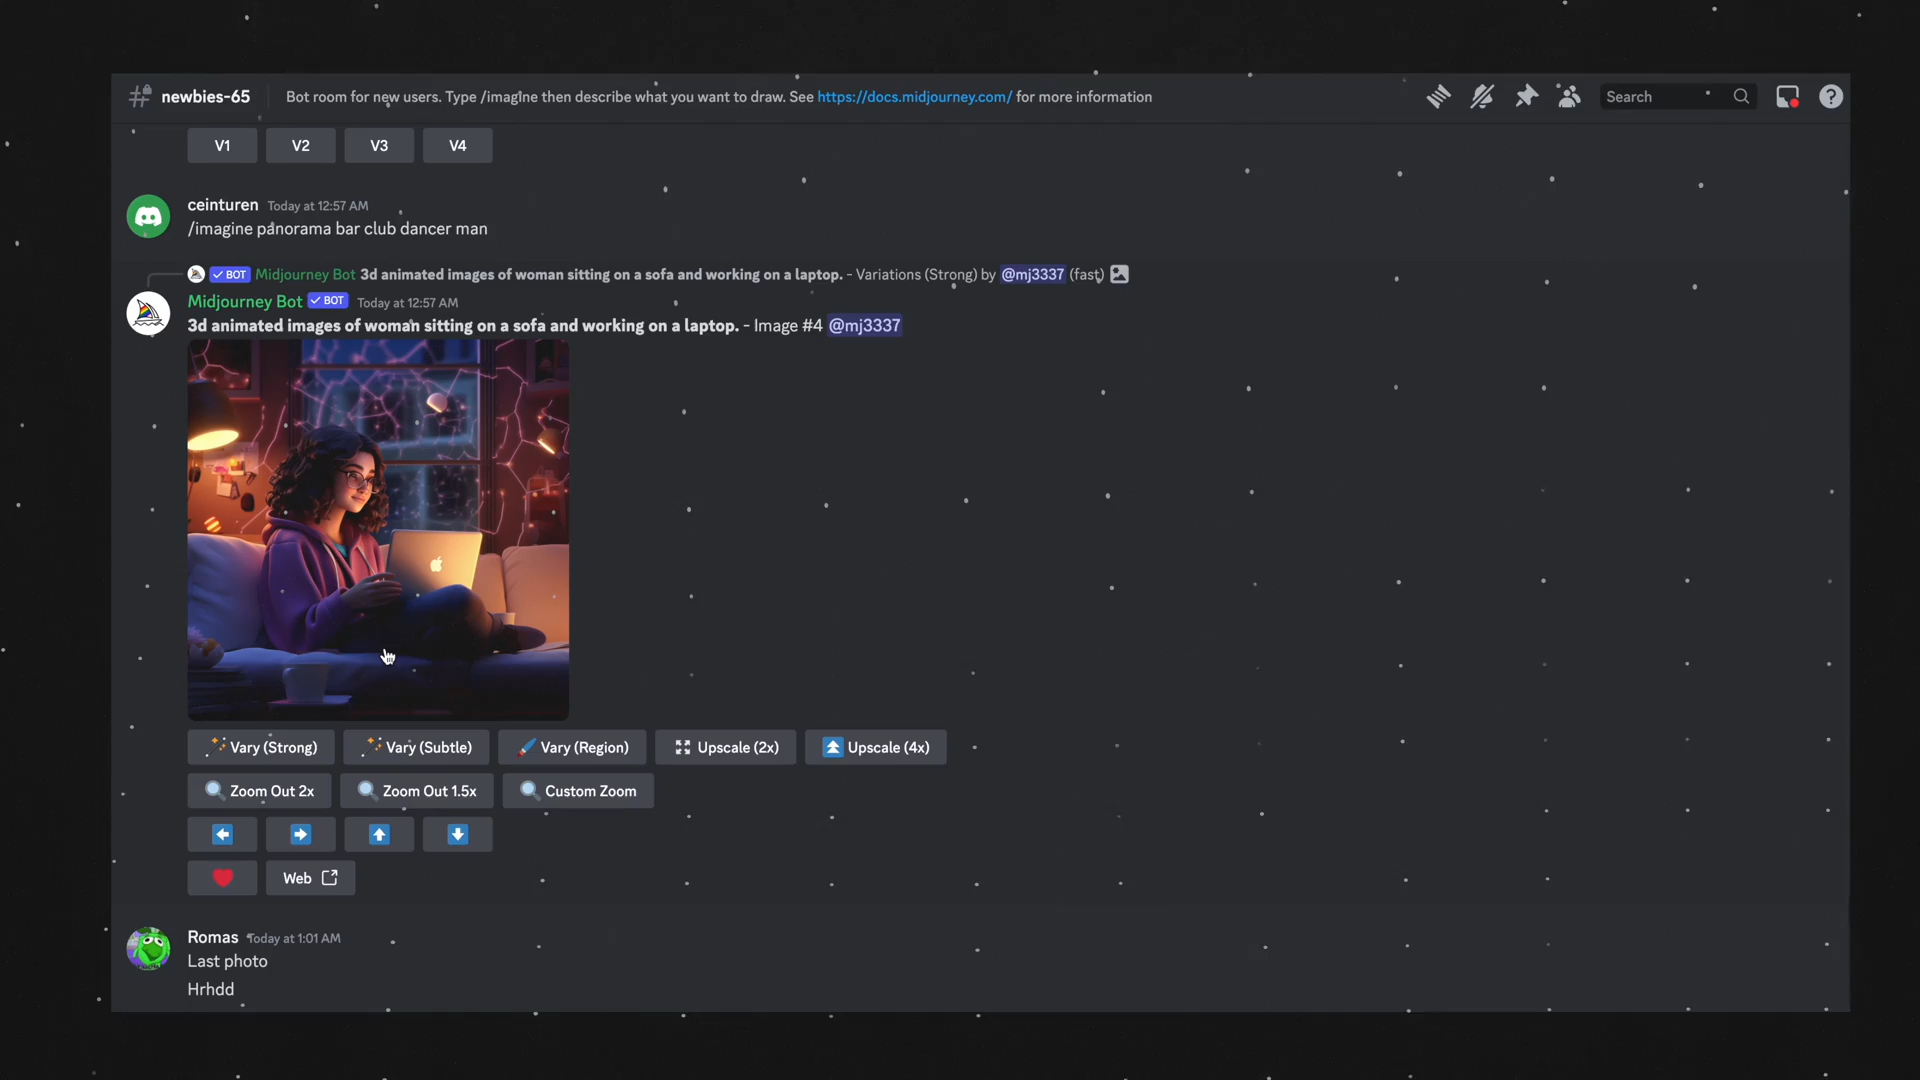 newbies-65 Bot room for new users. Type /imagine then describe what you want to draw. See https://docs.midjourney.com/ for more information Search
V1 V2 V3 V4
ceinturen Today at 12:57 AM
/imagine panorama bar club dancer man
BOT Midjourney Bot 3d animated images of woman sitting on a sofa and working on a laptop. - Variations (Strong) by @mj3337 (fast)
Midjourney Bot BOT Today at 12:57 AM
3d animated images of woman sitting on a sofa and working on a laptop. - Image #4 @mj3337
Vary (Strong) Vary (Subtle) Vary (Region) Upscale (2x) Upscale (4x)
Zoom Out 2x Zoom Out 1.5x Custom Zoom
Web
Romas Today at 1:01 AM
Last photo
Hrhdd